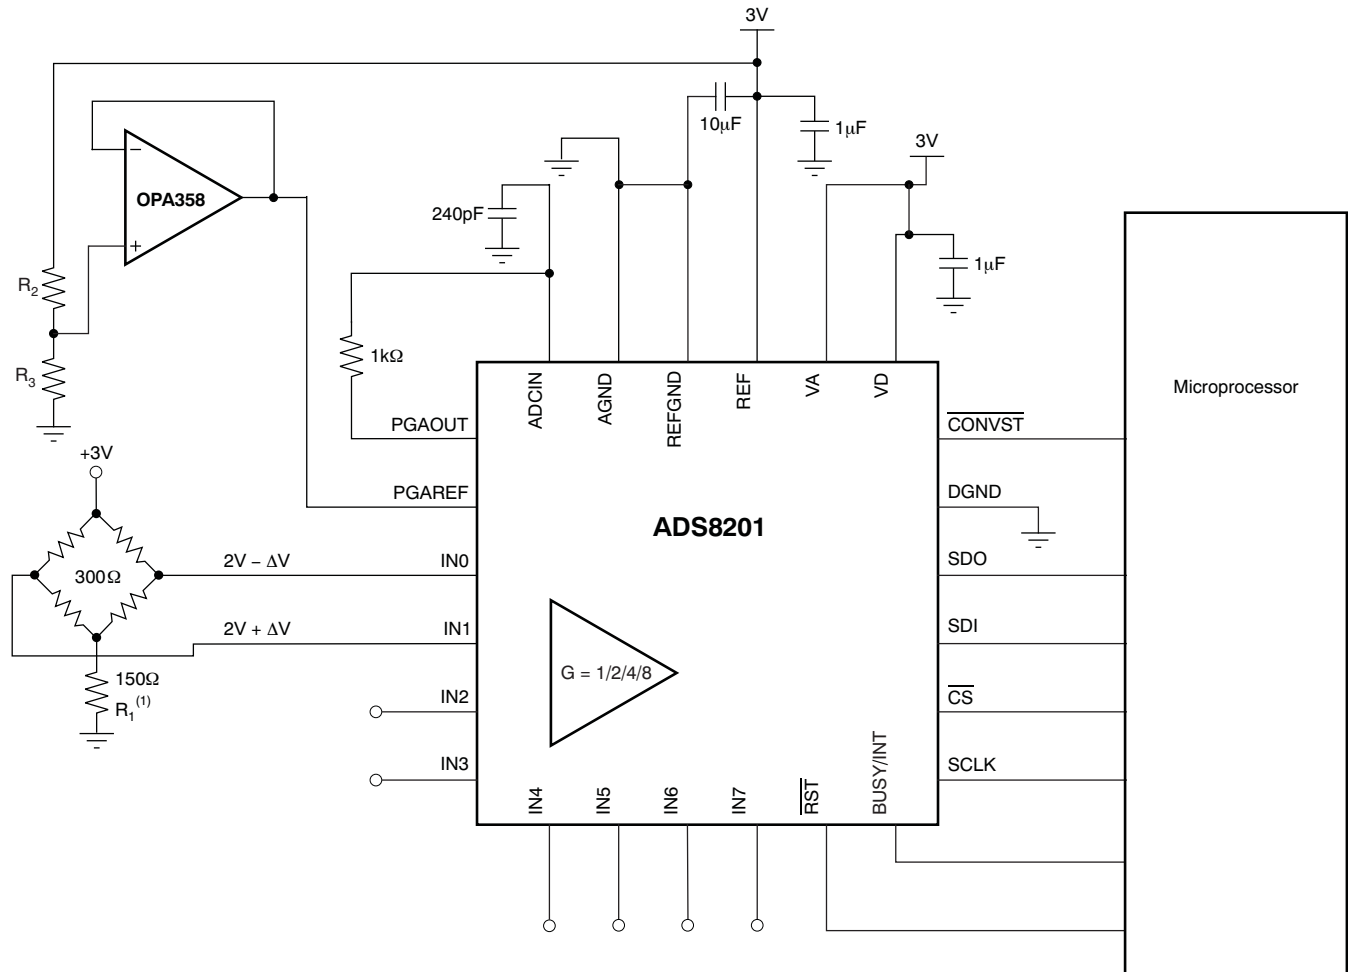 3V
10μF
1μF
3V
−
OPA358
+
240pF
1μF
R2
R3
1kΩ
ADCIN
AGND
REFGND
REF
VA
VD
Microprocessor
PGAOUT
CONVST
+3V
PGAREF
DGND
ADS8201
300Ω
2V − ΔV
IN0
SDO
2V + ΔV
IN1
SDI
G = 1/2/4/8
150Ω
R1(1)
IN2
CS
IN3
SCLK
IN4
IN5
IN6
IN7
RST
BUSY/INT